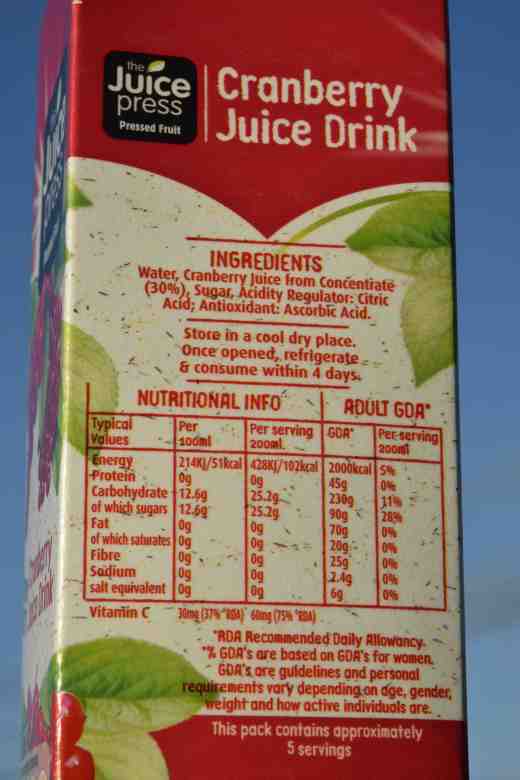 the
Juice
press
Pressed Fruit
Cranberry
Juice Drink
INGREDIENTS
Water, Cranberry Juice from Concentrate
(30%), Sugar, Acidity Regulator: Citric
Acid; Antioxidant: Ascorbic Acid.
Store in a cool dry place.
Once opened, refrigerate
& consume within 4 days.
NUTRITIONAL INFO ADULT GDA*
Typical Values Per 100ml Per serving 200ml GDA* Per serving 200ml
Energy 214KJ/51kcal 428KJ/102kcal 2000kcal 5%
Protein 0g 0g 45g 0%
Carbohydrate 12.6g 25.2g 230g 11%
of which sugars 12.6g 25.2g 90g 28%
Fat 0g 0g 70g 0%
of which saturates 0g 0g 20g 0%
Fibre 0g 0g 25g 0%
Sodium 0g 0g 2.4g 0%
salt equivalent 0g 0g 6g 0%
Vitamin C 30mg (37% *RDA) 60mg (75% *RDA)
*RDA Recommended Daily Allowancy.
*% GDA's are based on GDA's for women.
GDA's are guidelines and personal
requirements vary depending on age, gender,
weight and how active individuals are.
This pack contains approximately
5 servings